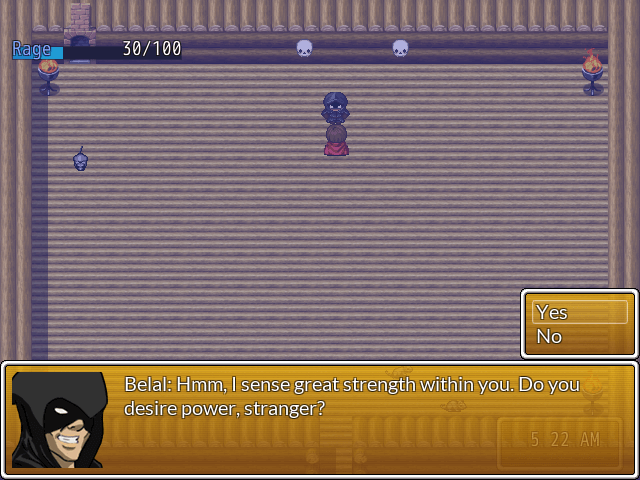 Rage 30/100
Yes
No
Belal: Hmm, I sense great strength within you. Do you
desire power, stranger?
5 22 AM